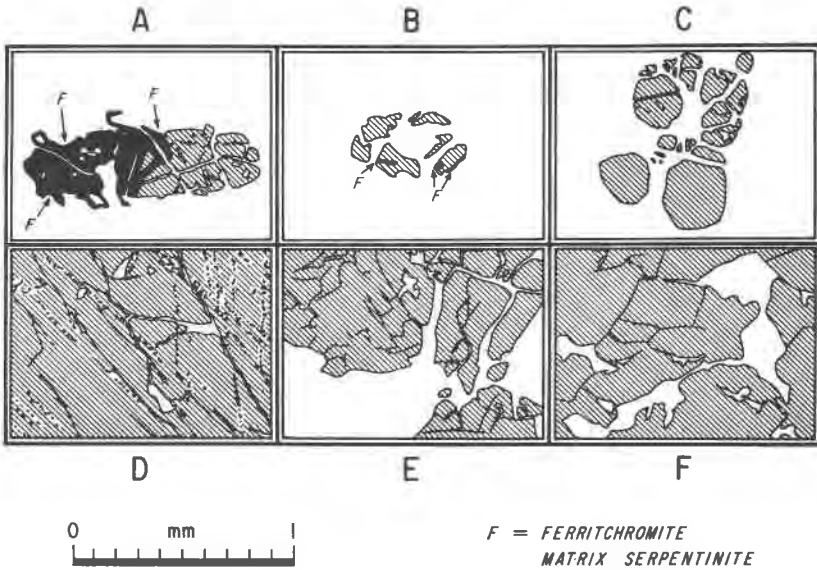 A B C
F F
F
F F
D E F
0 mm 1
F = FERRITCHROMITE
MATRIX SERPENTINITE